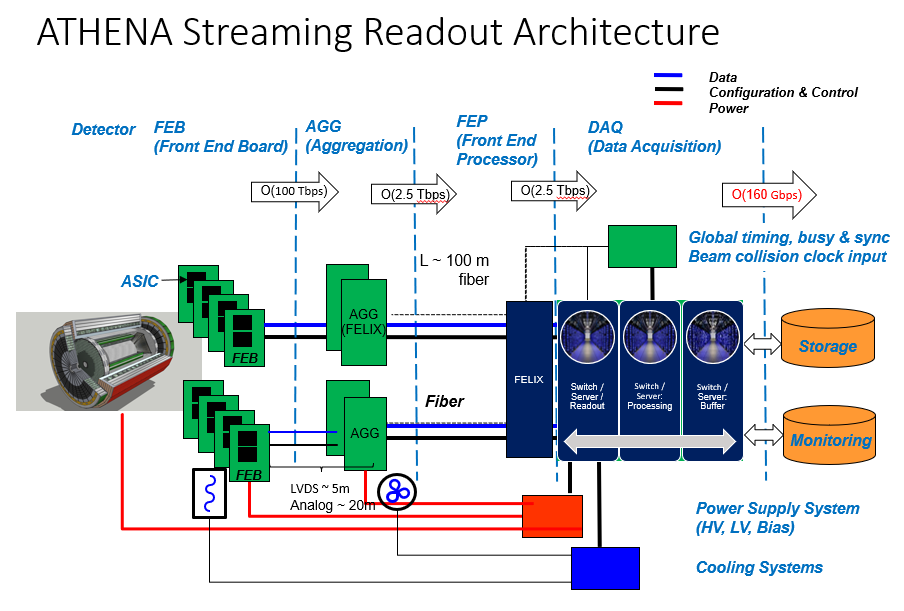 ATHENA Streaming Readout Architecture
Data
Configuration & Control
Power
Detector
FEB
(Front End Board)
AGG
(Aggregation)
FEP
(Front End
Processor)
DAQ
(Data Acquisition)
O(100 Tbps)
O(2.5 Tbps)
O(2.5 Tbps)
O(160 Gbps)
Global timing, busy & sync
Beam collision clock input
L ~ 100 m
fiber
ASIC
FEB
AGG
(FELIX)
FELIX
Switch /
Server /
Readout
Switch /
Server:
Processing
Switch /
Server:
Buffer
Storage
Fiber
FEB
AGG
Monitoring
LVDS ~ 5m
Analog ~ 20m
Power Supply System
(HV, LV, Bias)
Cooling Systems